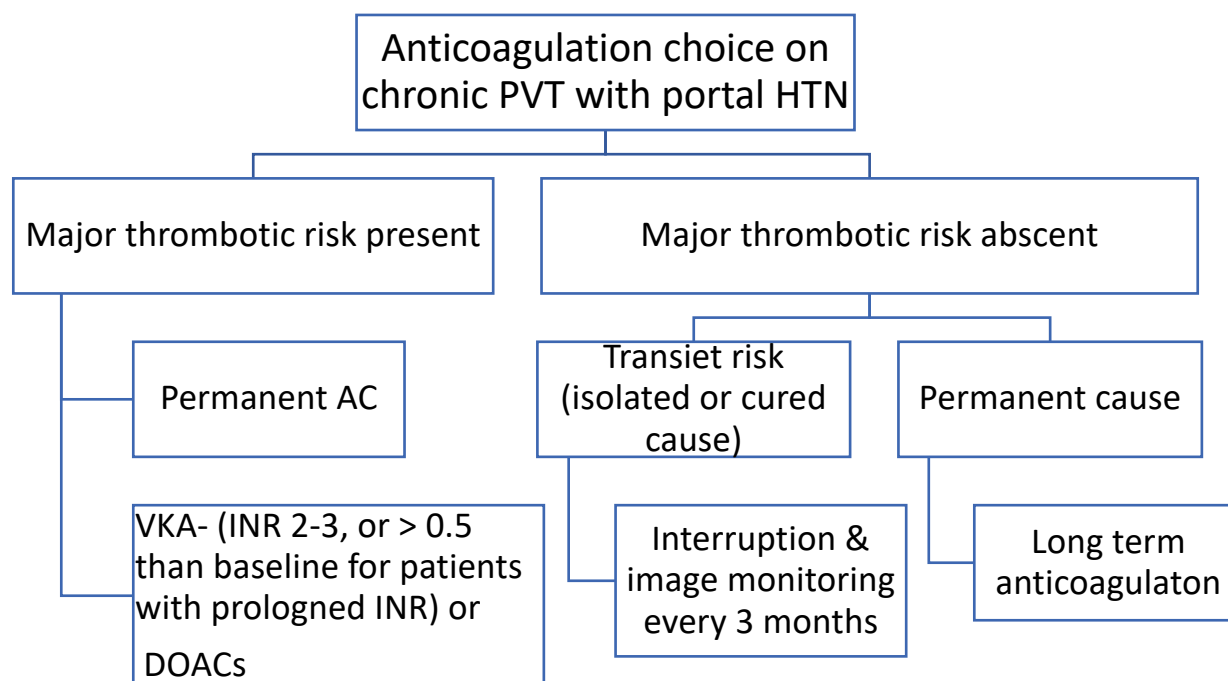 Anticoagulation choice on
chronic PVT with portal HTN
Major thrombotic risk present
Major thrombotic risk abscent
Permanent AC
VKA- (INR 2-3, or > 0.5
than baseline for patients
with prologned INR) or
DOACs
Transiet risk
(isolated or cured
cause)
Permanent cause
Interruption &
image monitoring
every 3 months
Long term
anticoagulaton